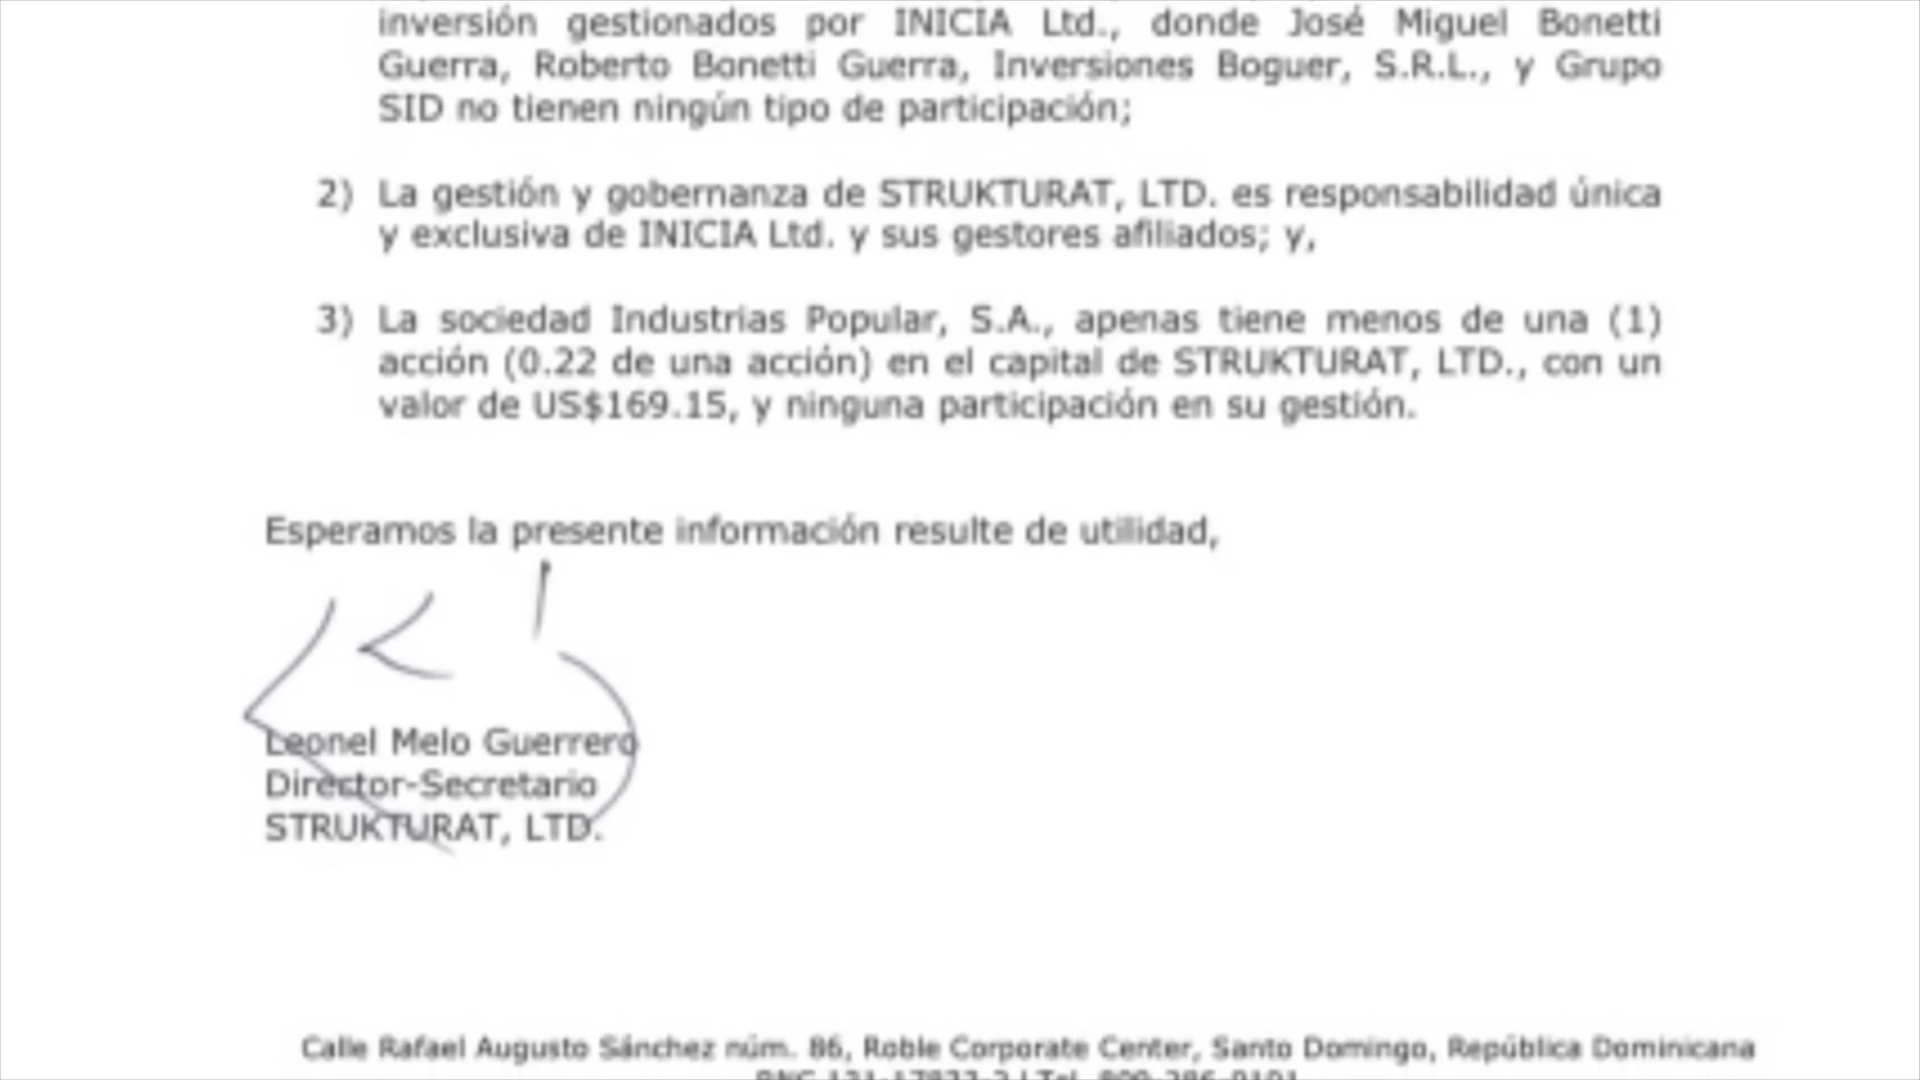 inversión gestionados por INICIA Ltd., donde José Miguel Bonetti
Guerra, Roberto Bonetti Guerra, Inversiones Boguer, S.R.L., y Grupo
SID no tienen ningún tipo de participación;
2) La gestión y gobernanza de STRUKTURAT, LTD. es responsabilidad única
y exclusiva de INICIA Ltd. y sus gestores afiliados; y,
3) La sociedad Industrias Popular, S.A., apenas tiene menos de una (1)
acción (0.22 de una acción) en el capital de STRUKTURAT, LTD., con un
valor de US$169.15, y ninguna participación en su gestión.
Esperamos la presente información resulte de utilidad,
Leonel Melo Guerrero
Director-Secretario
STRUKTURAT, LTD.
Calle Rafael Augusto Sánchez núm. 86, Roble Corporate Center, Santo Domingo, República Dominicana